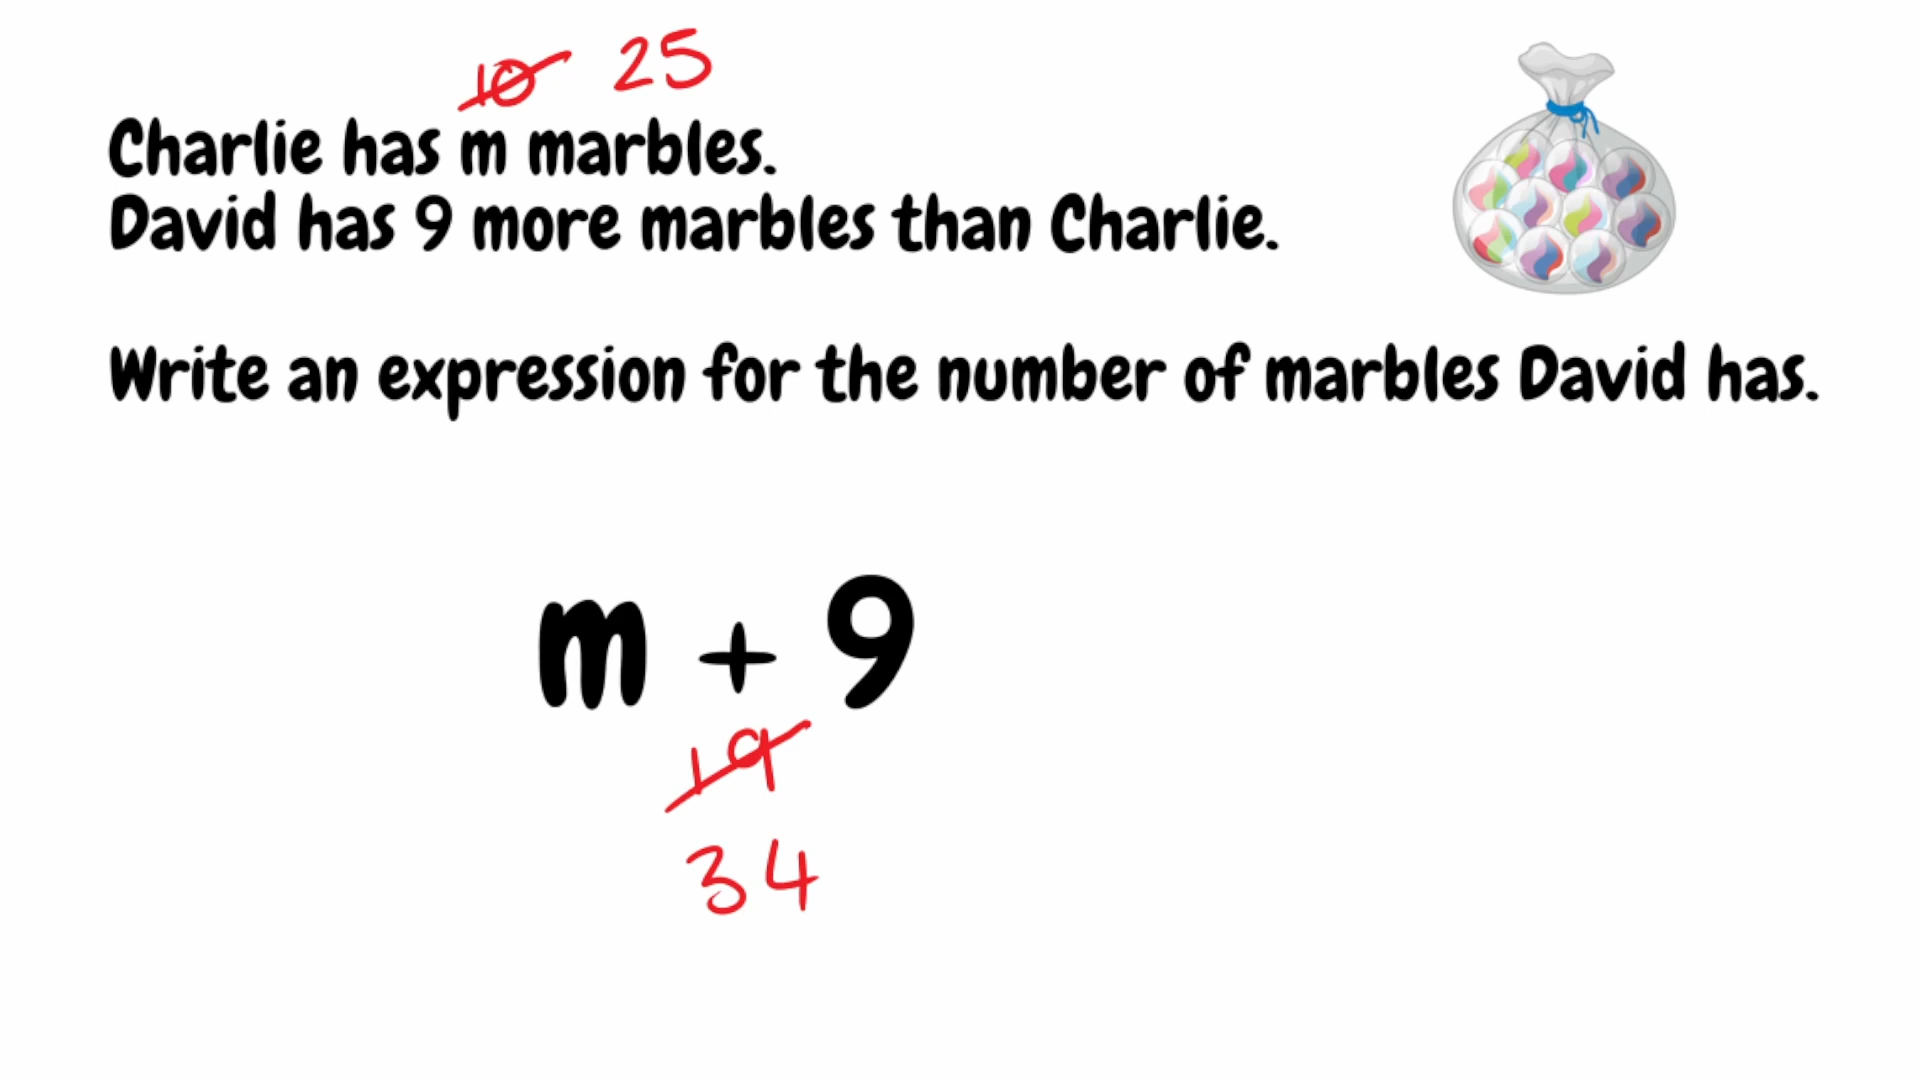 10 25
Charlie has m marbles.
David has 9 more marbles than Charlie.
Write an expression for the number of marbles David has.
m + 9
19
34